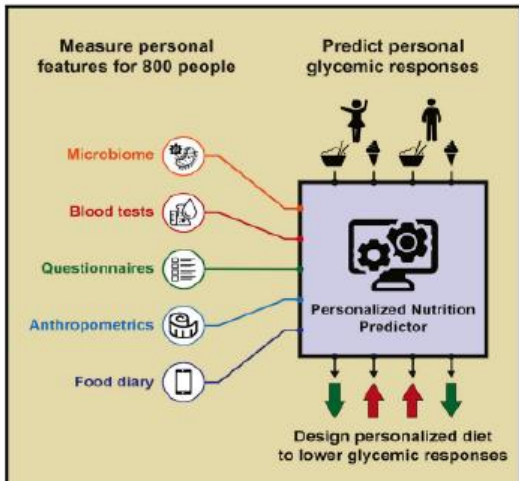 Measure personal
features for 800 people
Predict personal
glycemic responses
Microbiome
Blood tests
Questionnaires
Anthropometrics
Food diary
Personalized Nutrition
Predictor
Design personalized diet
to lower glycemic responses